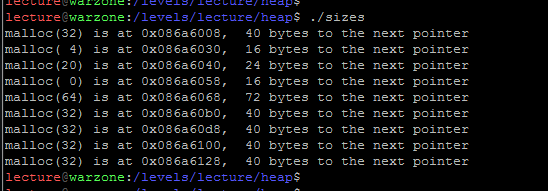 lecture@warzone:/levels/lecture/heap$
lecture@warzone:/levels/lecture/heap$ ./sizes
malloc(32) is at 0x086a6008,  40 bytes to the next pointer
malloc( 4) is at 0x086a6030,  16 bytes to the next pointer
malloc(20) is at 0x086a6040,  24 bytes to the next pointer
malloc( 0) is at 0x086a6058,  16 bytes to the next pointer
malloc(64) is at 0x086a6068,  72 bytes to the next pointer
malloc(32) is at 0x086a60b0,  40 bytes to the next pointer
malloc(32) is at 0x086a60d8,  40 bytes to the next pointer
malloc(32) is at 0x086a6100,  40 bytes to the next pointer
malloc(32) is at 0x086a6128,  40 bytes to the next pointer
lecture@warzone:/levels/lecture/heap$